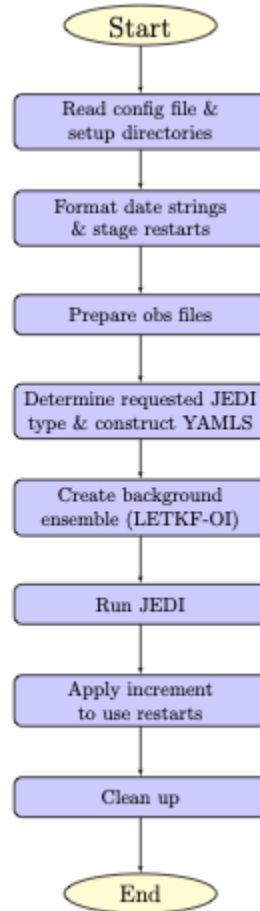 Start
Read config file &
setup directories
Format date strings
& stage restarts
Prepare obs files
Determine requested JEDI
type & construct YAMLS
Create background
ensemble (LETKF-OI)
Run JEDI
Apply increment
to use restarts
Clean up
End